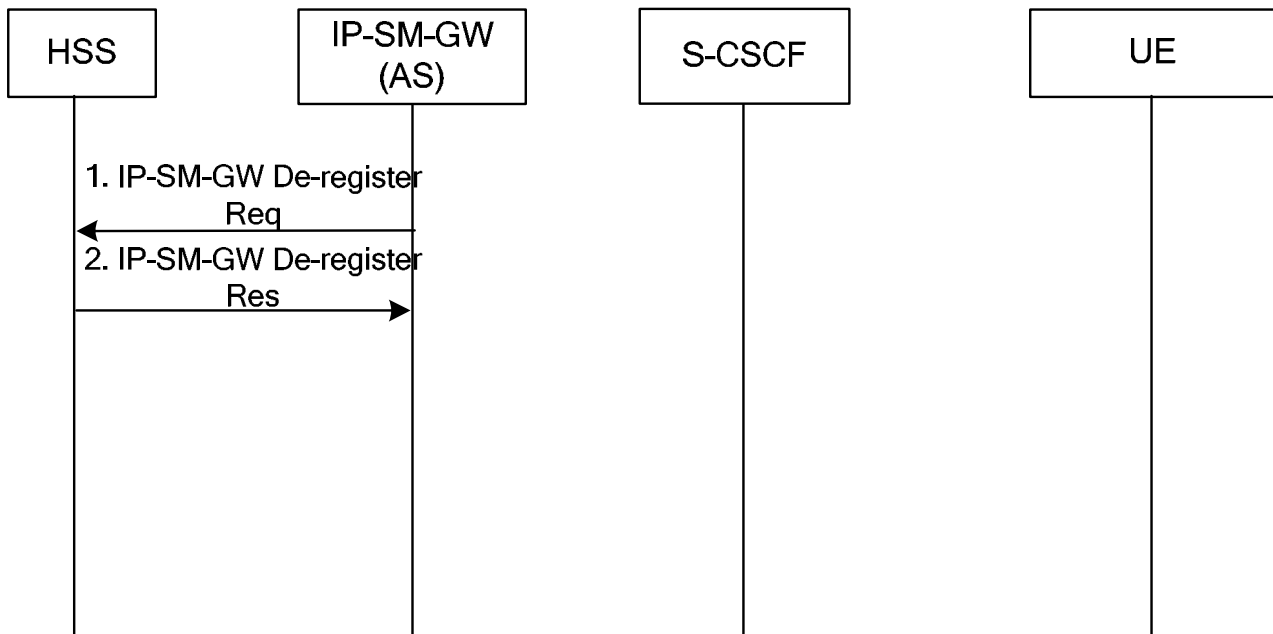 HSS
IP-SM-GW
(AS)
S-CSCF
UE
1. IP-SM-GW De-register
Req
2. IP-SM-GW De-register
Res